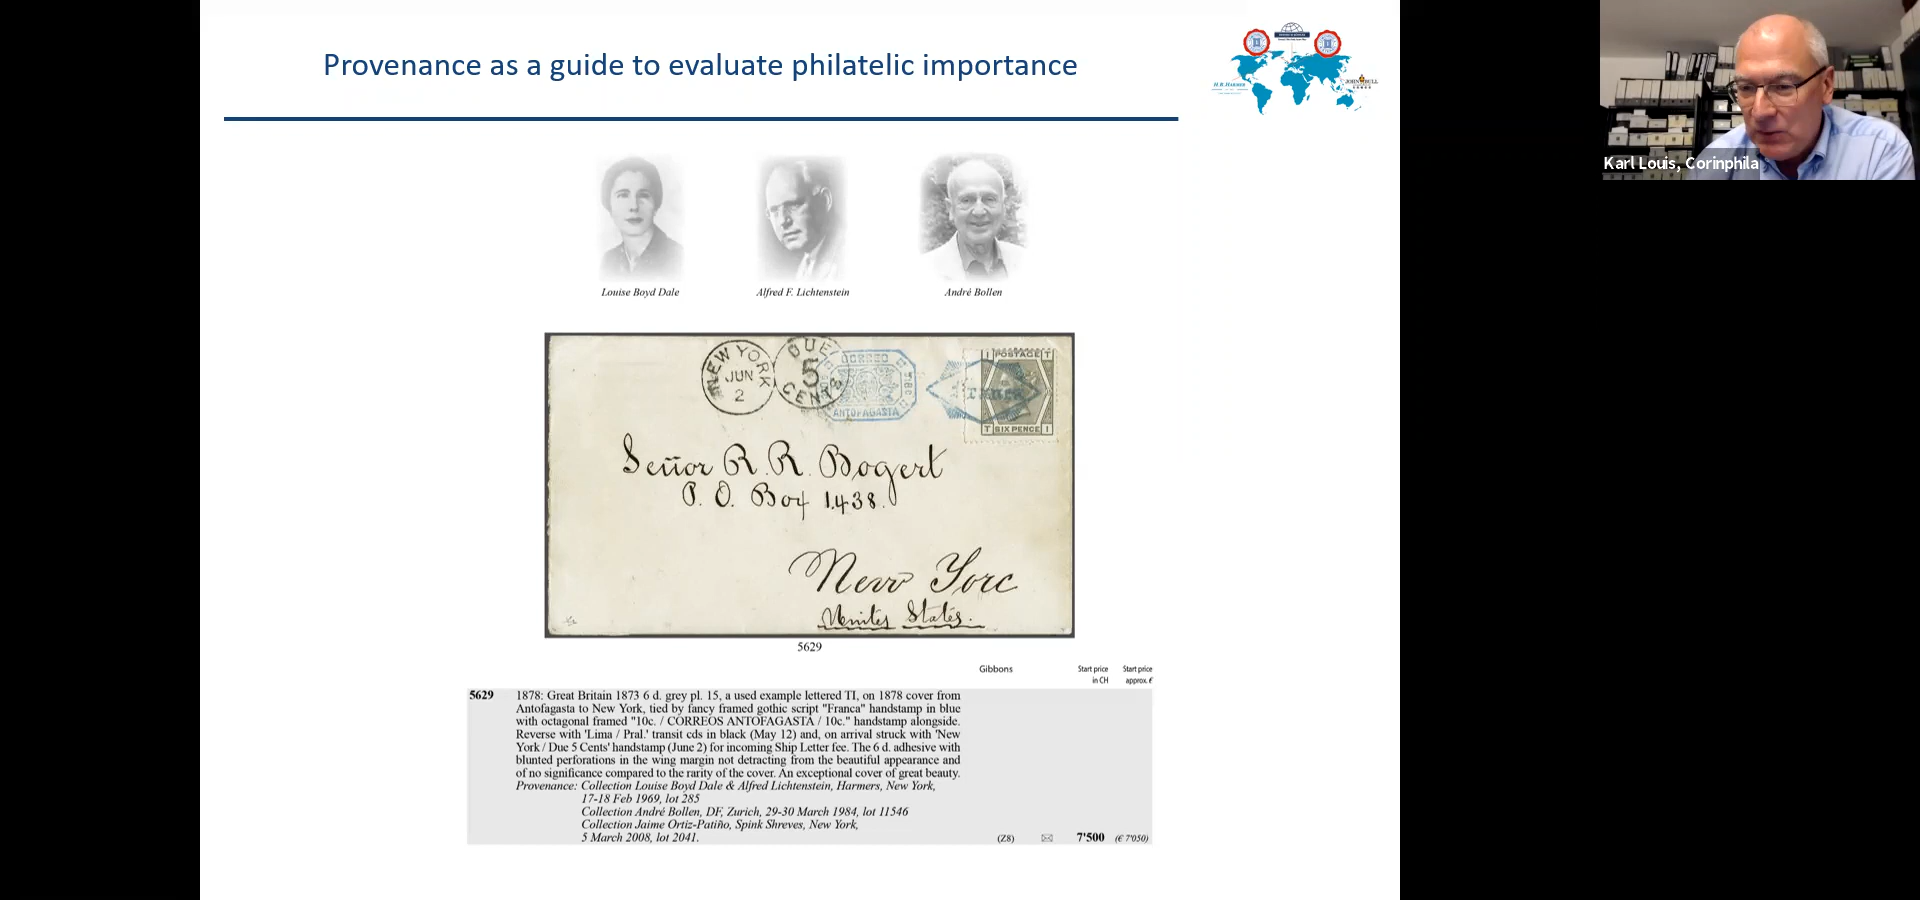 Provenance as a guide to evaluate philatelic importance
H.R. HARMER
JOHN BULL
Karl Louis, Corinphila
Louise Boyd Dale
Alfred F. Lichtenstein
André Bollen
NEW YORK
JUN
2
DUE
5
CENTS
CORREO
ANTOFAGASTA
POSTAGE
T
T SIX PENCE I
Señor R. R. Bogert
P. O. Box 1438.
New Yorc
Unites States.
5629
Gibbons
Start price
in CH
Start price
approx. €
5629 1878: Great Britain 1873 6 d. grey pl. 15, a used example lettered TI, on 1878 cover from
Antofagasta to New York, tied by fancy framed gothic script "Franca" handstamp in blue
with octagonal framed "10c. / CORREOS ANTOFAGASTA / 10c." handstamp alongside.
Reverse with 'Lima / Pral.' transit cds in black (May 12) and, on arrival struck with 'New
York / Due 5 Cents' handstamp (June 2) for incoming Ship Letter fee. The 6 d. adhesive with
blunted perforations in the wing margin not detracting from the beautiful appearance and
of no significance compared to the rarity of the cover. An exceptional cover of great beauty.
Provenance: Collection Louise Boyd Dale & Alfred Lichtenstein, Harmers, New York,
17-18 Feb 1969, lot 285
Collection André Bollen, DF, Zurich, 29-30 March 1984, lot 11546
Collection Jaime Ortiz-Patiño, Spink Shreves, New York,
5 March 2008, lot 2041. (Z8) 7'500 (€ 7'050)